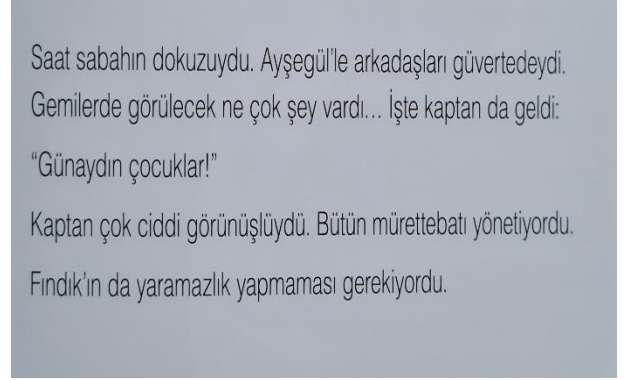 Saat sabahın dokuzuydu. Ayşegül'le arkadaşları güvertedeydi.
Gemilerde görülecek ne çok şey vardı... İşte kaptan da geldi:
“Günaydın çocuklar!”
Kaptan çok ciddi görünüşlüydü. Bütün mürettebatı yönetiyordu.
Fındık'ın da yaramazlık yapmaması gerekiyordu.